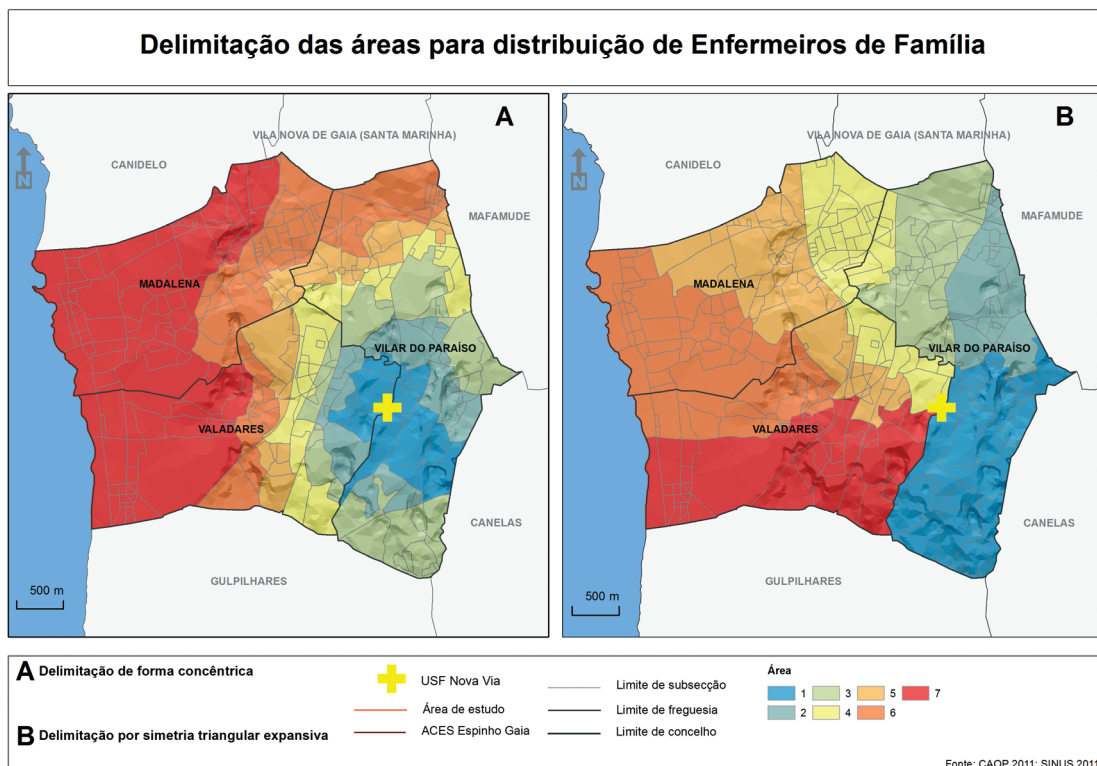 Delimitação das áreas para distribuição de Enfermeiros de Família
A
VILA NOVA DE GAIA (SANTA MARINHA)
CANIDELO
N
MAFAMUDE
MADALENA
VILAR DO PARAÍSO
VALADARES
CANELAS
GULPILHARES
500 m
B
VILA NOVA DE GAIA (SANTA MARINHA)
CANIDELO
N
MAFAMUDE
MADALENA
VILAR DO PARAÍSO
VALADARES
CANELAS
GULPILHARES
500 m
A Delimitação de forma concêntrica
B Delimitação por simetria triangular expansiva
USF Nova Via
Área de estudo
ACES Espinho Gaia
Limite de subsecção
Limite de freguesia
Limite de concelho
Área
1 3 5 7
2 4 6
Fonte: CAOP 2011; SINUS 2011